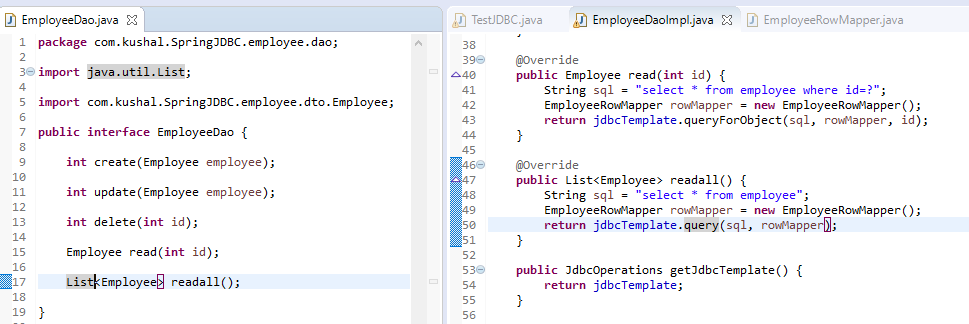 EmployeeDao.java
1 package com.kushal.SpringJDBC.employee.dao;
2
3 import java.util.List;
4
5 import com.kushal.SpringJDBC.employee.dto.Employee;
6
7 public interface EmployeeDao {
8
9 int create(Employee employee);
10
11 int update(Employee employee);
12
13 int delete(int id);
14
15 Employee read(int id);
16
17 List<Employee> readall();
18
19 }
TestJDBC.java EmployeeDaoImpl.java EmployeeRowMapper.java
}
38
39 @Override
40 public Employee read(int id) {
41 String sql = "select * from employee where id=?";
42 EmployeeRowMapper rowMapper = new EmployeeRowMapper();
43 return jdbcTemplate.queryForObject(sql, rowMapper, id);
44 }
45
46 @Override
47 public List<Employee> readall() {
48 String sql = "select * from employee";
49 EmployeeRowMapper rowMapper = new EmployeeRowMapper();
50 return jdbcTemplate.query(sql, rowMapper);
51 }
52
53 public JdbcOperations getJdbcTemplate() {
54 return jdbcTemplate;
55 }
56